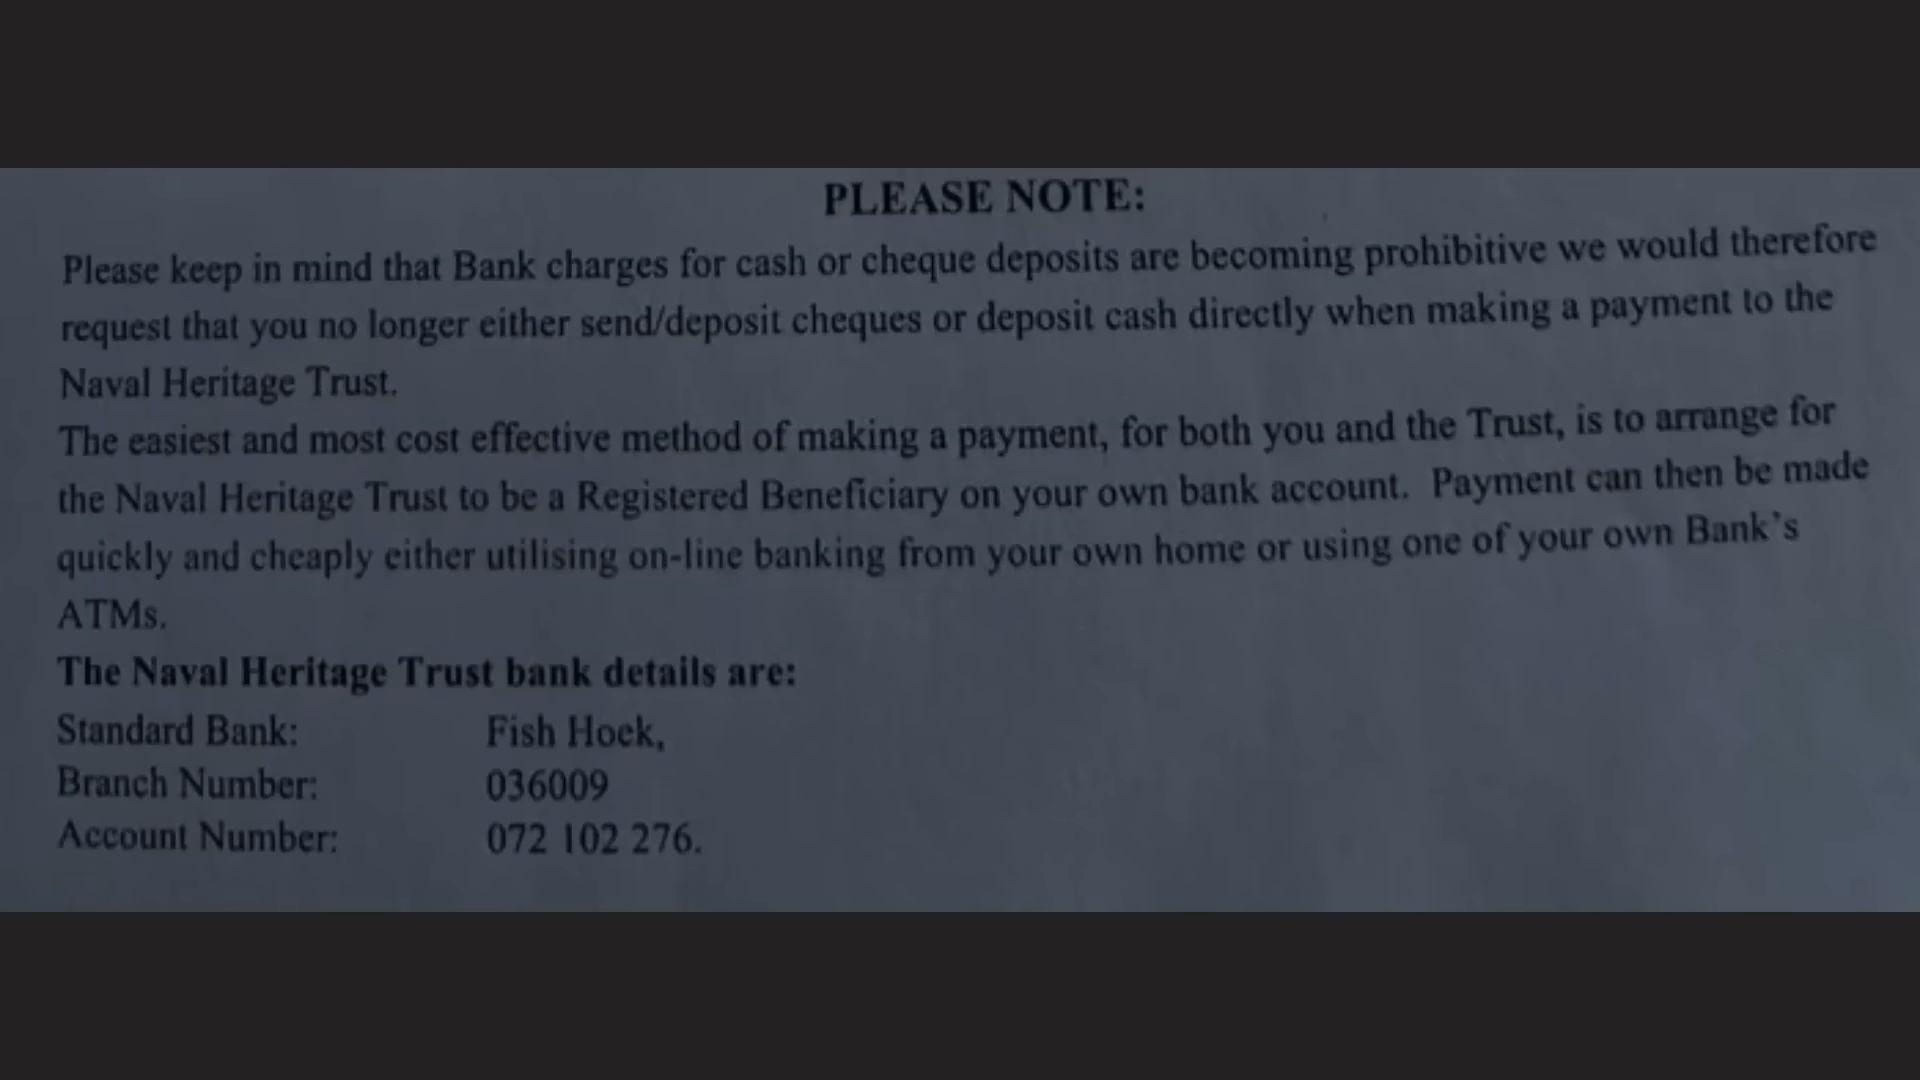 PLEASE NOTE:
Please keep in mind that Bank charges for cash or cheque deposits are becoming prohibitive we would therefore
request that you no longer either send/deposit cheques or deposit cash directly when making a payment to the
Naval Heritage Trust.
The easiest and most cost effective method of making a payment, for both you and the Trust, is to arrange for
the Naval Heritage Trust to be a Registered Beneficiary on your own bank account. Payment can then be made
quickly and cheaply either utilising on-line banking from your own home or using one of your own Bank's
ATMs.
The Naval Heritage Trust bank details are:
Standard Bank: Fish Hoek,
Branch Number: 036009
Account Number: 072 102 276.